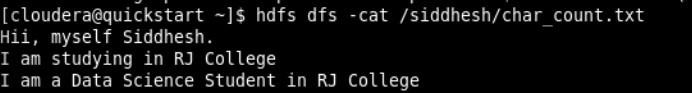 [cloudera@quickstart ~]$ hdfs dfs -cat /siddhesh/char_count.txt
Hii, myself Siddhesh.
I am studying in RJ College
I am a Data Science Student in RJ College